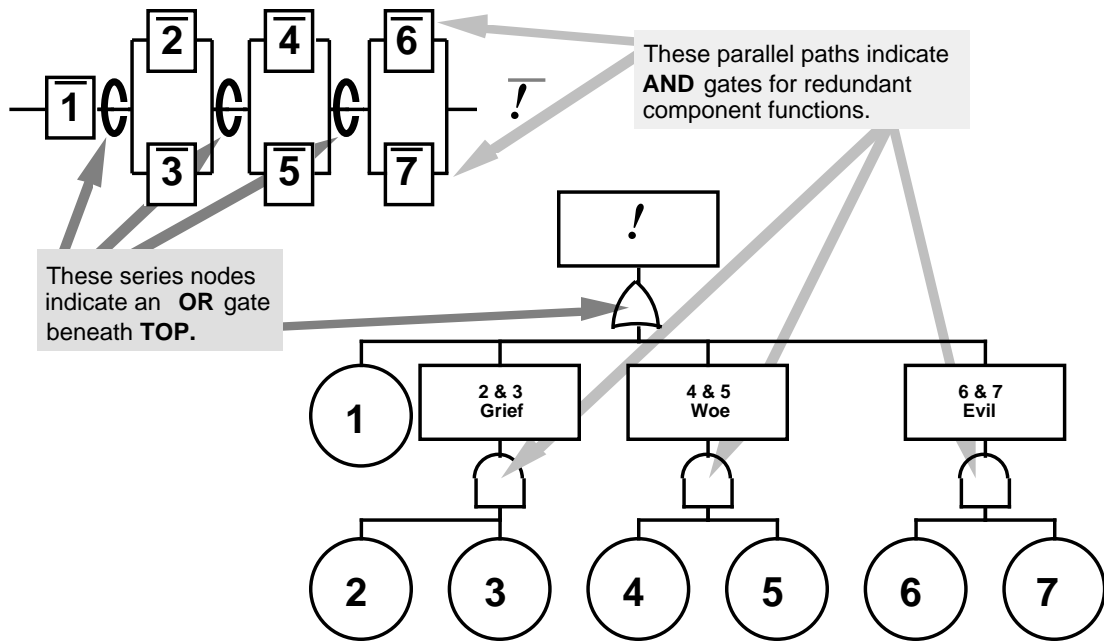 2 4 6
1
3 5 7
!
These parallel paths indicate
AND gates for redundant
component functions.
These series nodes
indicate an OR gate
beneath TOP.
!
1
2 & 3
Grief
4 & 5
Woe
6 & 7
Evil
2 3 4 5 6 7